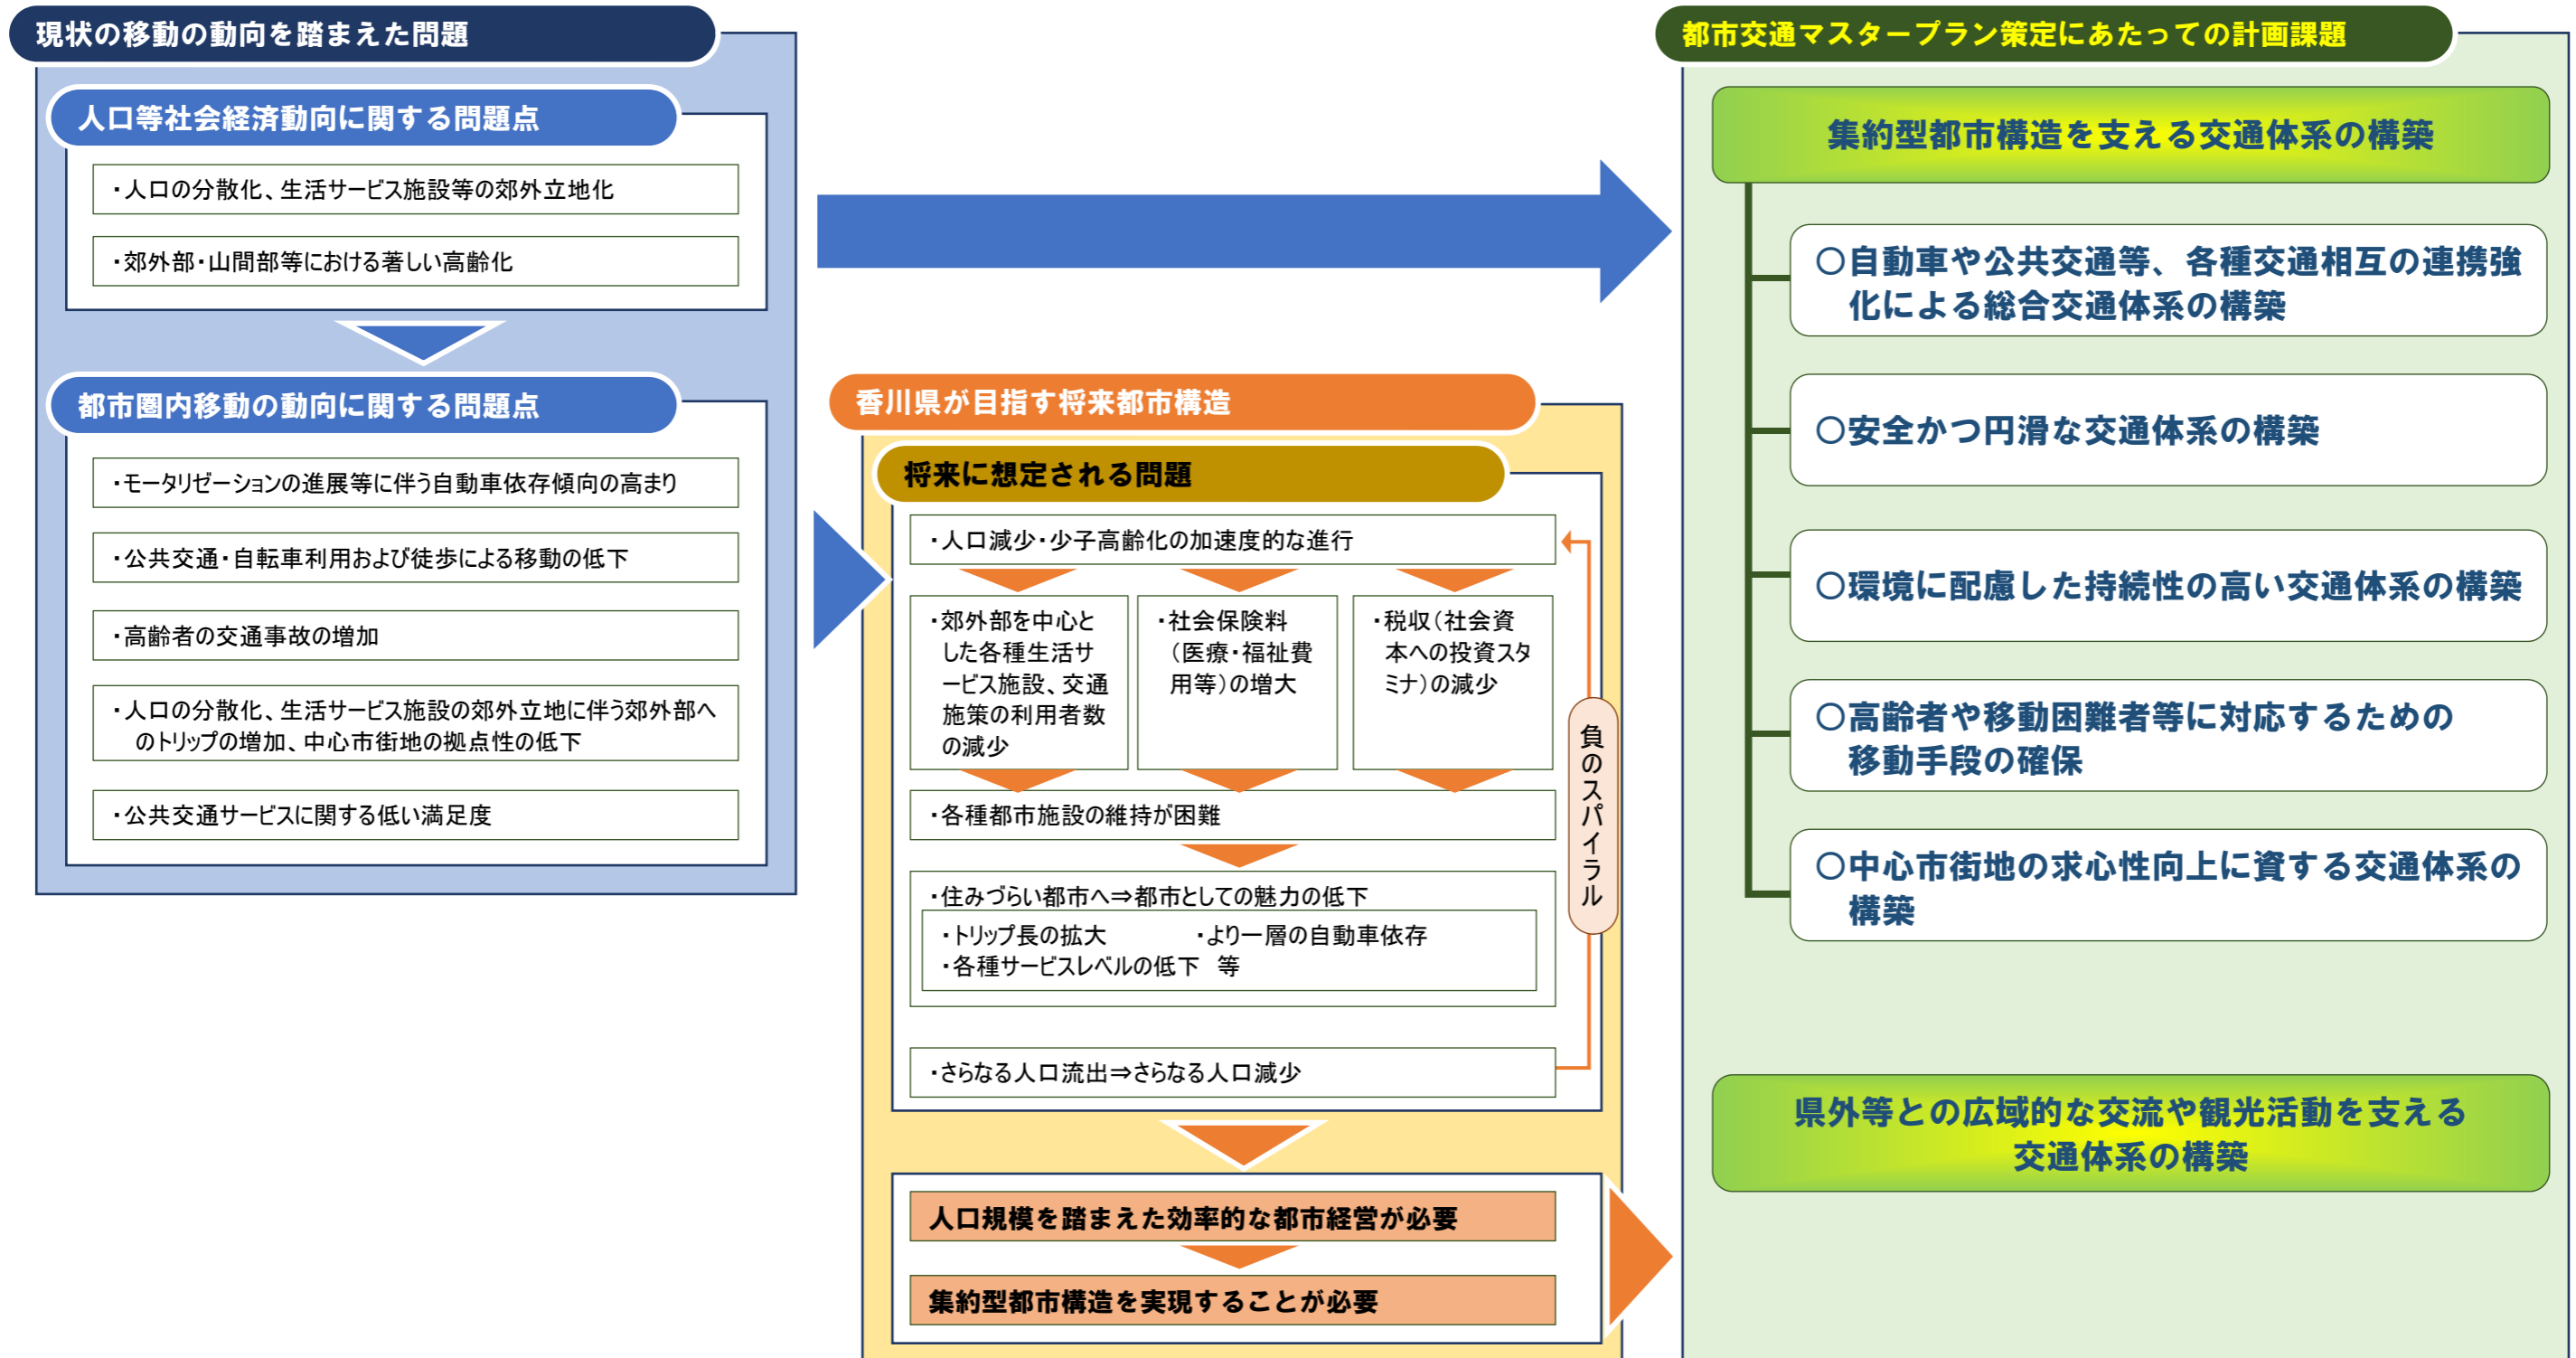 現状の移動の動向を踏まえた問題
人口等社会経済動向に関する問題点
・人口の分散化、生活サービス施設等の郊外立地化
・郊外部・山間部等における著しい高齢化
都市圏内移動の動向に関する問題点
・モータリゼーションの進展等に伴う自動車依存傾向の高まり
・公共交通・自転車利用および徒歩による移動の低下
・高齢者の交通事故の増加
・人口の分散化、生活サービス施設の郊外立地に伴う郊外部へ
のトリップの増加、中心市街地の拠点性の低下
・公共交通サービスに関する低い満足度
香川県が目指す将来都市構造
将来に想定される問題
・人口減少・少子高齢化の加速度的な進行
・郊外部を中心と
した各種生活サ
ービス施設、交通
施策の利用者数
の減少
・社会保険料
（医療・福祉費
用等）の増大
・税収（社会資
本への投資スタ
ミナ）の減少
・各種都市施設の維持が困難
・住みづらい都市へ⇒都市としての魅力の低下
・トリップ長の拡大　・より一層の自動車依存
・各種サービスレベルの低下　等
・さらなる人口流出⇒さらなる人口減少
負のスパイラル
人口規模を踏まえた効率的な都市経営が必要
集約型都市構造を実現することが必要
都市交通マスタープラン策定にあたっての計画課題
集約型都市構造を支える交通体系の構築
〇自動車や公共交通等、各種交通相互の連携強
化による総合交通体系の構築
〇安全かつ円滑な交通体系の構築
〇環境に配慮した持続性の高い交通体系の構築
〇高齢者や移動困難者等に対応するための
移動手段の確保
〇中心市街地の求心性向上に資する交通体系の
構築
県外等との広域的な交流や観光活動を支える
交通体系の構築